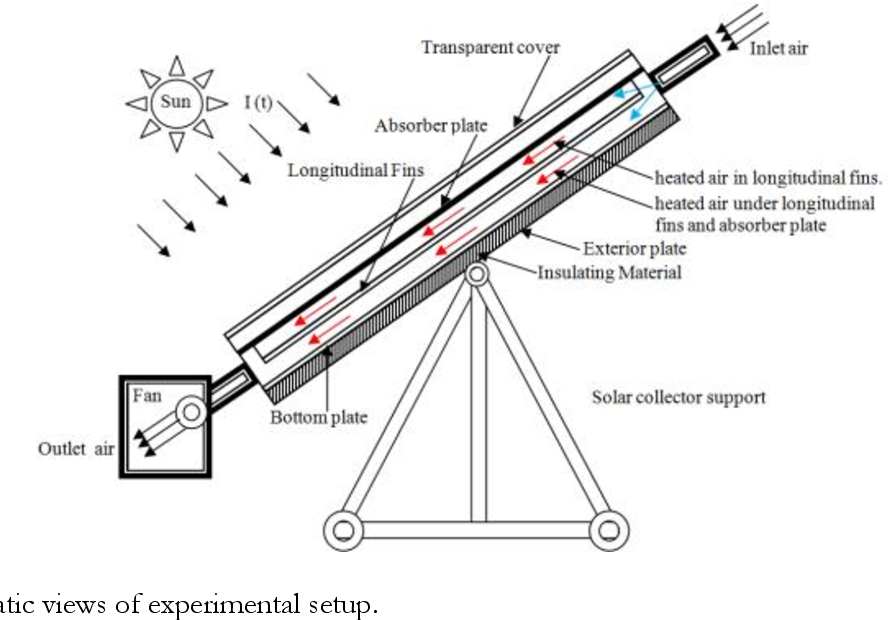 Transparent cover
Inlet air
Sun
I (t)
Absorber plate
Longitudinal Fins
heated air in longitudinal fins.
heated air under longitudinal
fins and absorber plate
Exterior plate
Insulating Material
Fan
Bottom plate
Solar collector support
Outlet air
views of experimental setup.